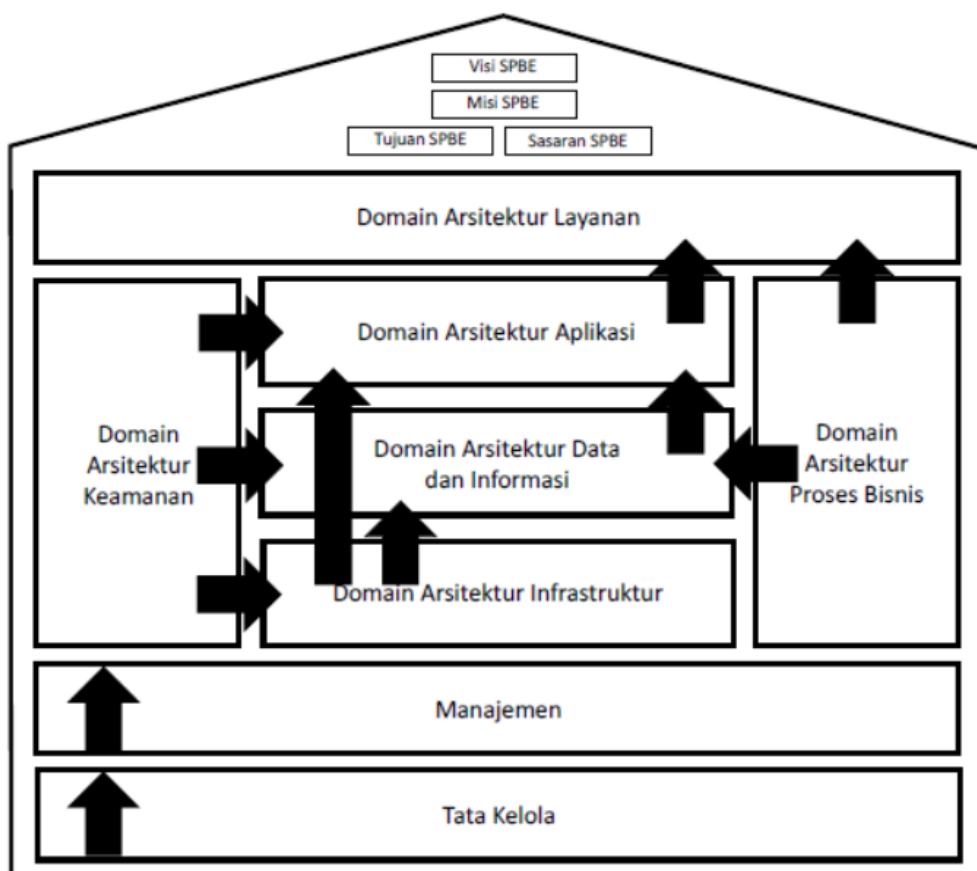 Visi SPBE
Misi SPBE
Tujuan SPBE
Sasaran SPBE
Domain Arsitektur Layanan
Domain Arsitektur Aplikasi
Domain
Arsitektur
Keamanan
Domain Arsitektur Data
dan Informasi
Domain
Arsitektur
Proses Bisnis
Domain Arsitektur Infrastruktur
Manajemen
Tata Kelola